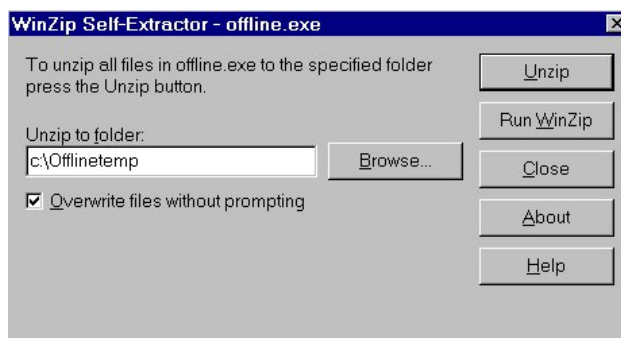 WinZip Self-Extractor - offline.exe
To unzip all files in offline.exe to the specified folder
press the Unzip button.
Unzip to folder:
c:\Offlinetemp
Browse...
Overwrite files without prompting
Unzip
Run WinZip
Close
About
Help